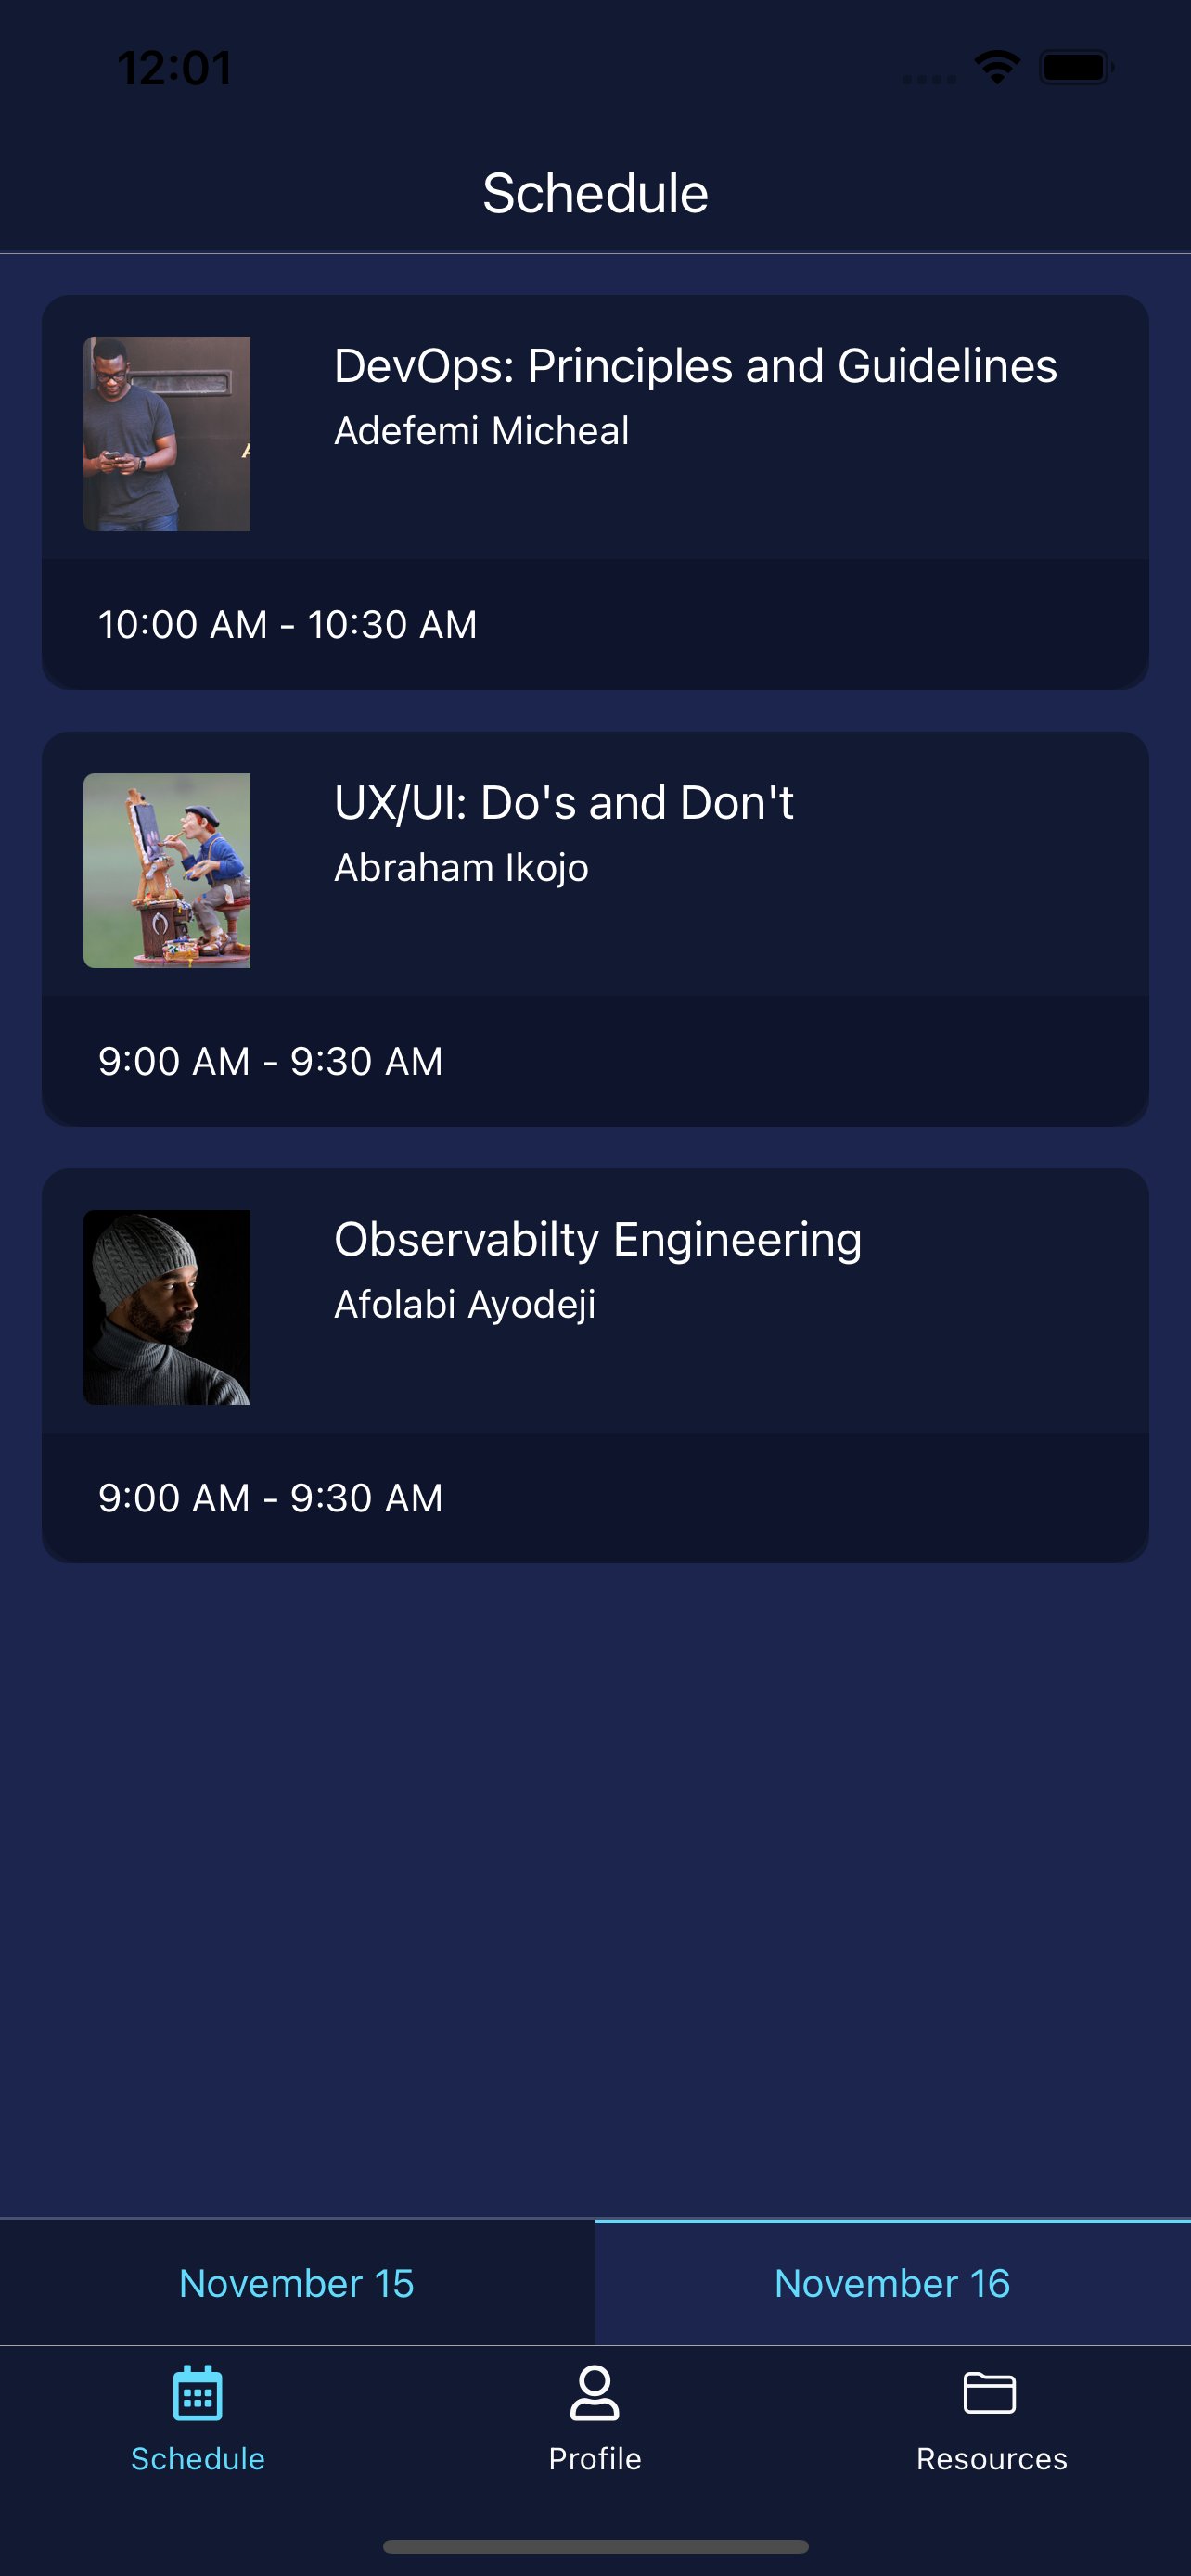 12:01
Schedule
DevOps: Principles and Guidelines
Adefemi Micheal
10:00 AM - 10:30 AM
UX/UI: Do's and Don't
Abraham Ikojo
9:00 AM - 9:30 AM
Observabilty Engineering
Afolabi Ayodeji
9:00 AM - 9:30 AM
November 15
November 16
Schedule
Profile
Resources